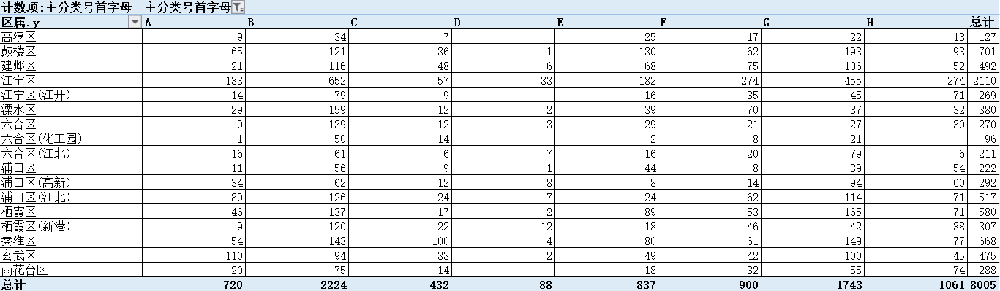 计数项:主分类号首字母 主分类号首字母
区属.y A B C D E F G H 总计
高淳区 9 34 7 25 17 22 13 127
鼓楼区 65 121 36 1 130 62 193 93 701
建邺区 21 116 48 6 68 75 106 52 492
江宁区 183 652 57 33 182 274 455 274 2110
江宁区(江开) 14 79 9 16 35 45 71 269
溧水区 29 159 12 2 39 70 37 32 380
六合区 9 139 12 3 29 21 27 30 270
六合区(化工园) 1 50 14 2 8 21 96
六合区(江北) 16 61 6 7 16 20 79 6 211
浦口区 11 56 9 1 44 8 39 54 222
浦口区(高新) 34 62 12 8 8 14 94 60 292
浦口区(江北) 89 126 24 7 24 62 114 71 517
栖霞区 46 137 17 2 89 53 165 71 580
栖霞区(新港) 9 120 22 12 18 46 42 38 307
秦淮区 54 143 100 4 80 61 149 77 668
玄武区 110 94 33 2 49 42 100 45 475
雨花台区 20 75 14 18 32 55 74 288
总计 720 2224 432 88 837 900 1743 1061 8005